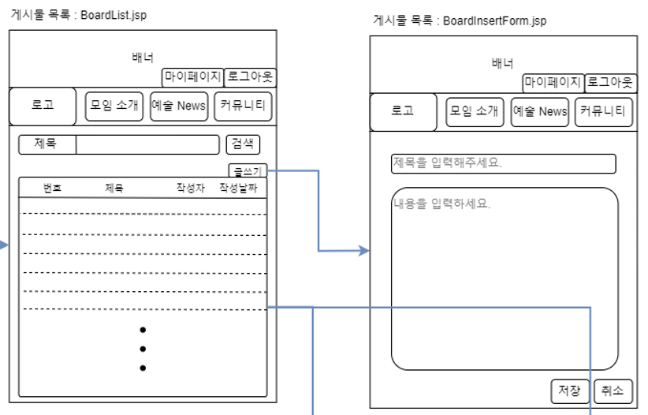 게시물 목록 : BoardList.jsp
배너
마이페이지 로그아웃
로고 모임 소개 예술 News 커뮤니티
제목 검색
글쓰기
번호 제목 작성자 작성날짜
게시물 목록 : BoardInsertForm.jsp
배너
마이페이지 로그아웃
로고 모임 소개 예술 News 커뮤니티
제목을 입력해주세요.
내용을 입력하세요.
저장 취소